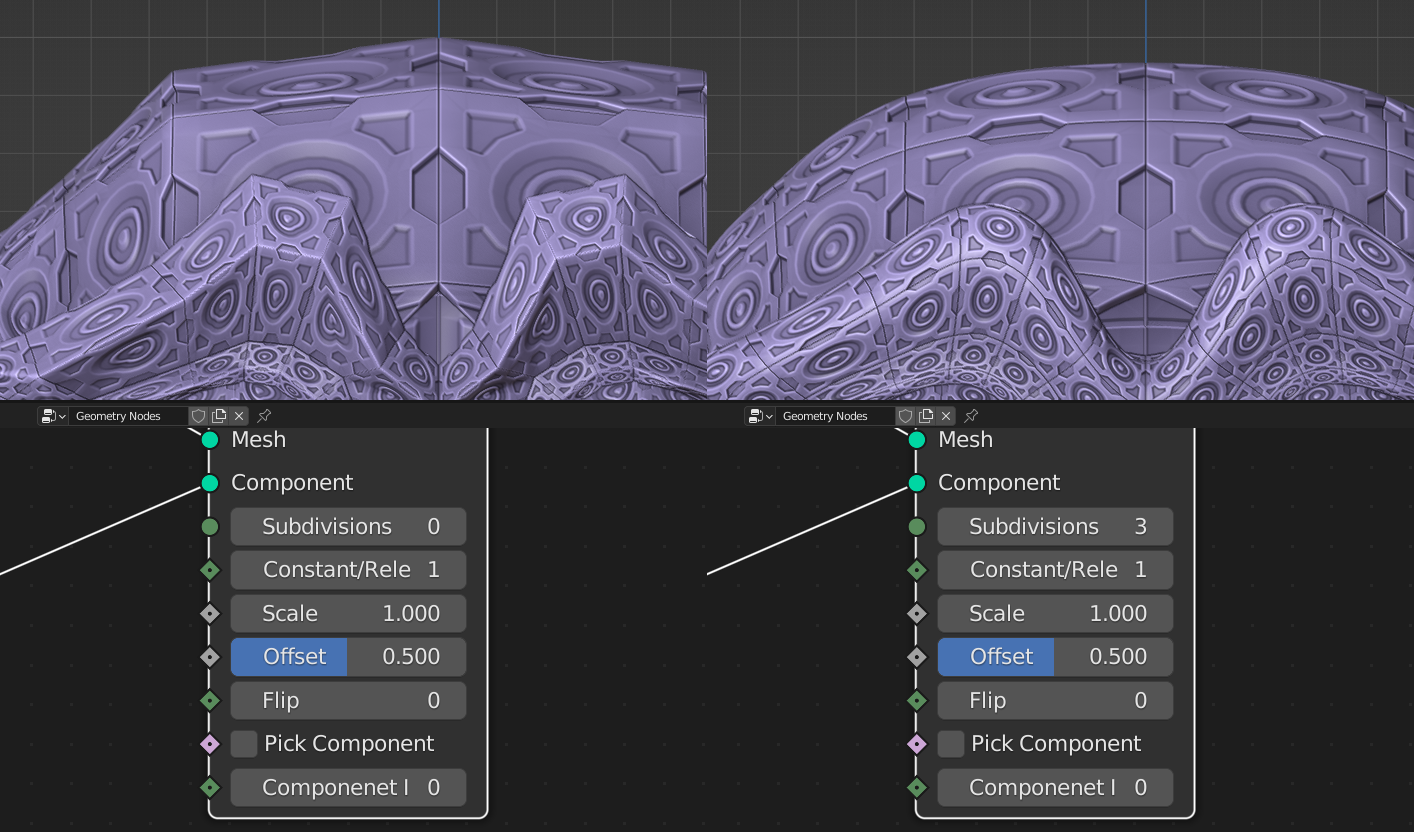 Geometry Nodes
Mesh
Component
Subdivisions 0
Constant/Rele 1
Scale 1.000
Offset 0.500
Flip 0
Pick Component
Componenet I 0
Geometry Nodes
Mesh
Component
Subdivisions 3
Constant/Rele 1
Scale 1.000
Offset 0.500
Flip 0
Pick Component
Componenet I 0